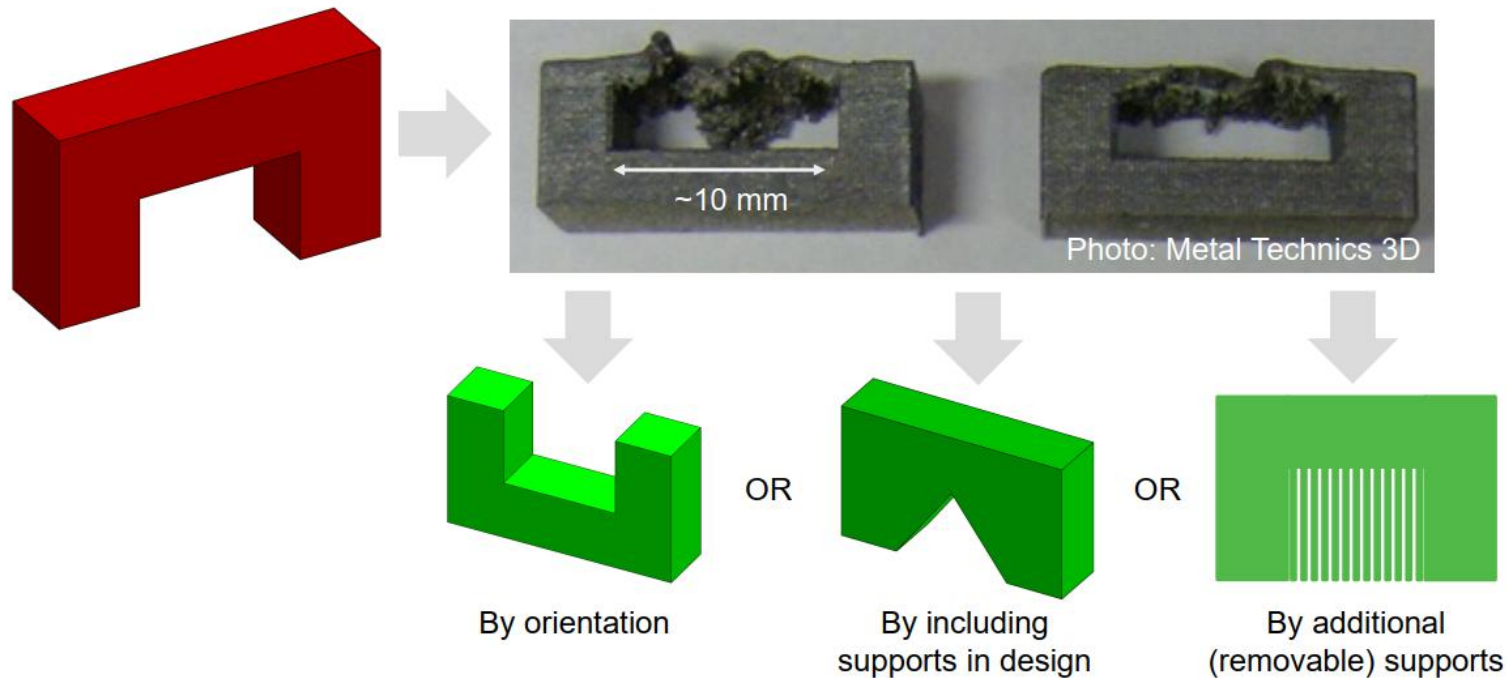 ~10 mm
Photo: Metal Technics 3D
OR
OR
By orientation
By including
supports in design
By additional
(removable) supports